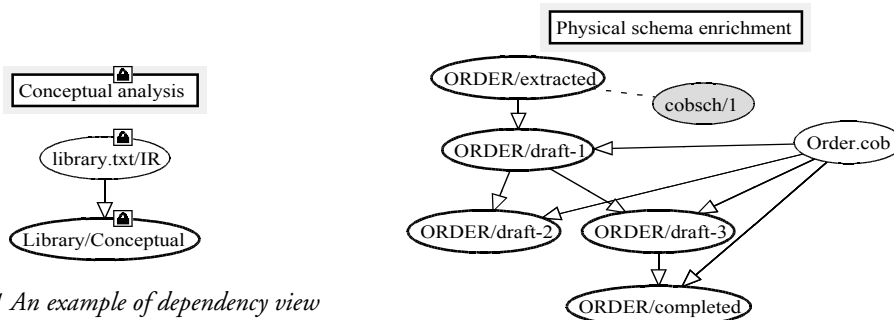 Physical schema enrichment
ORDER/extracted
Conceptual analysis
cobsch/1
library.txt/IR
ORDER/draft-1
Order.cob
Library/Conceptual
ORDER/draft-2
ORDER/draft-3
An example of dependency view
ORDER/completed